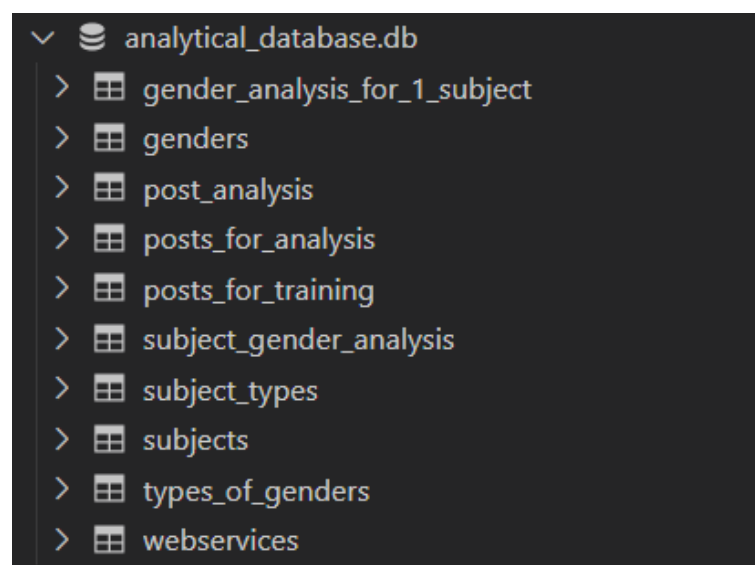 analytical_database.db
gender_analysis_for_1_subject
genders
post_analysis
posts_for_analysis
posts_for_training
subject_gender_analysis
subject_types
subjects
types_of_genders
webservices